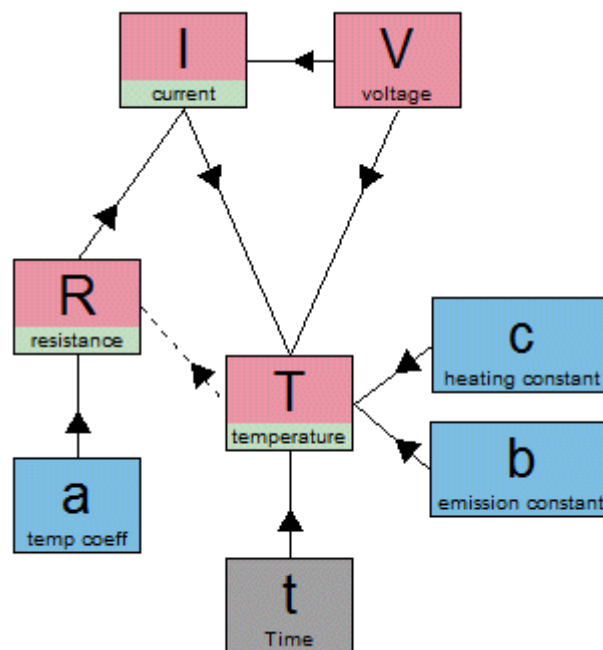 I
current
V
voltage
R
resistance
T
temperature
c
heating constant
b
emission constant
a
temp coeff
t
Time